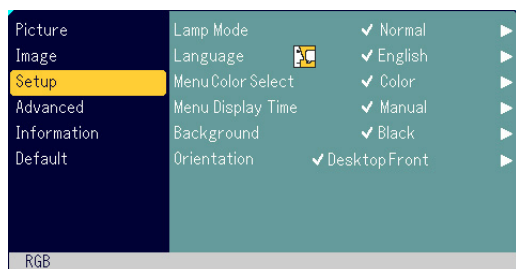 Picture
Image
Setup
Advanced
Information
Default
Lamp Mode ✓ Normal ▶
Language ✓ English ▶
Menu Color Select ✓ Color ▶
Menu Display Time ✓ Manual ▶
Background ✓ Black ▶
Orientation ✓ Desktop Front ▶
RGB